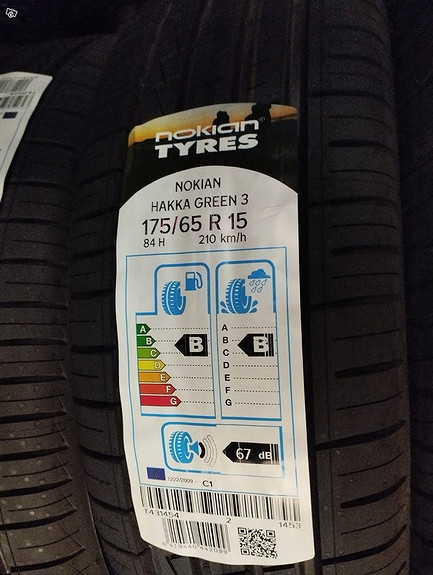 nokian
TYRES
NOKIAN
HAKKA GREEN 3
175/65 R 15
84 H 210 km/h
A
B
C
D
E
F
G
B
A
B
C
D
E
F
G
B
67 dB
1222/2009 C1
T431454 2 1453